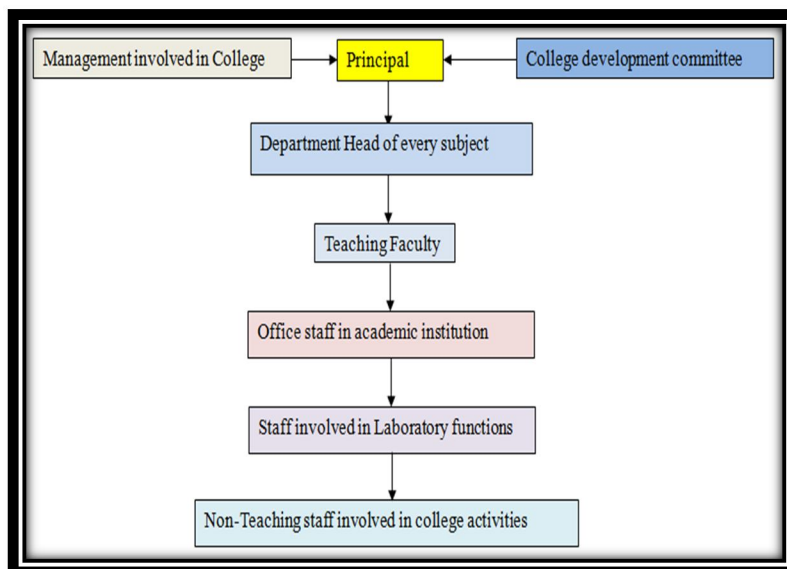 Management involved in College
Principal
College development committee
Department Head of every subject
Teaching Faculty
Office staff in academic institution
Staff involved in Laboratory functions
Non-Teaching staff involved in college activities